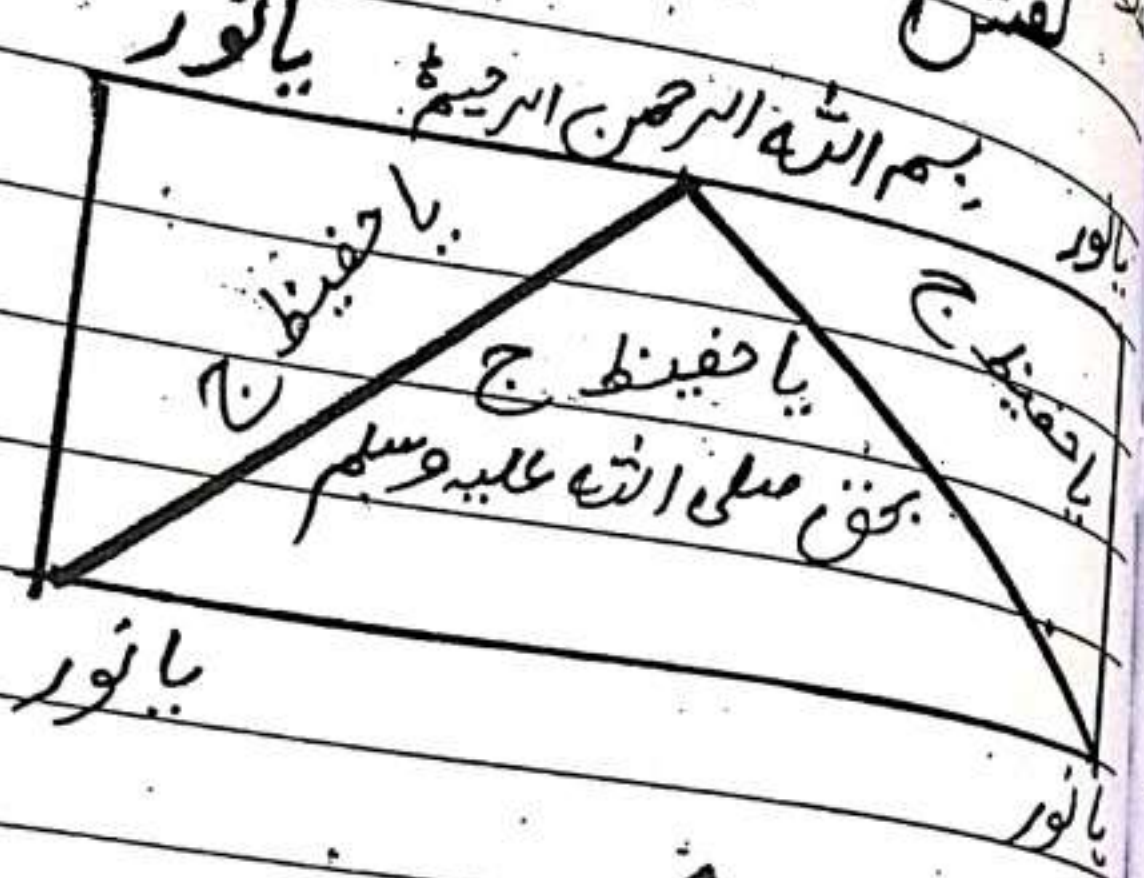 نقش
یانور
بسم اللہ الرحمن الرحیم
یانور
یاحفیظ ج
یاحفیظ ج
یاحفیظ ج
بحق صلی اللہ علیہ وسلم
یانور
یانور